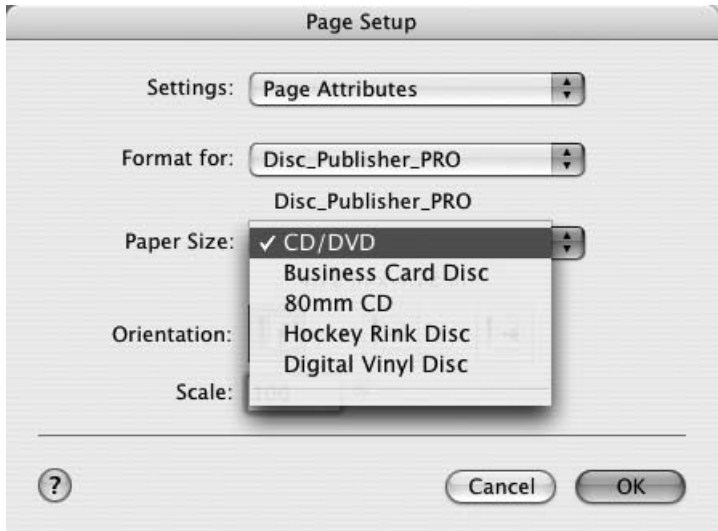 Page Setup
Settings: Page Attributes
Format for: Disc_Publisher_PRO
Disc_Publisher_PRO
Paper Size: ✓ CD/DVD
Business Card Disc
80mm CD
Orientation: Hockey Rink Disc
Digital Vinyl Disc
Scale: 100 %
? Cancel OK